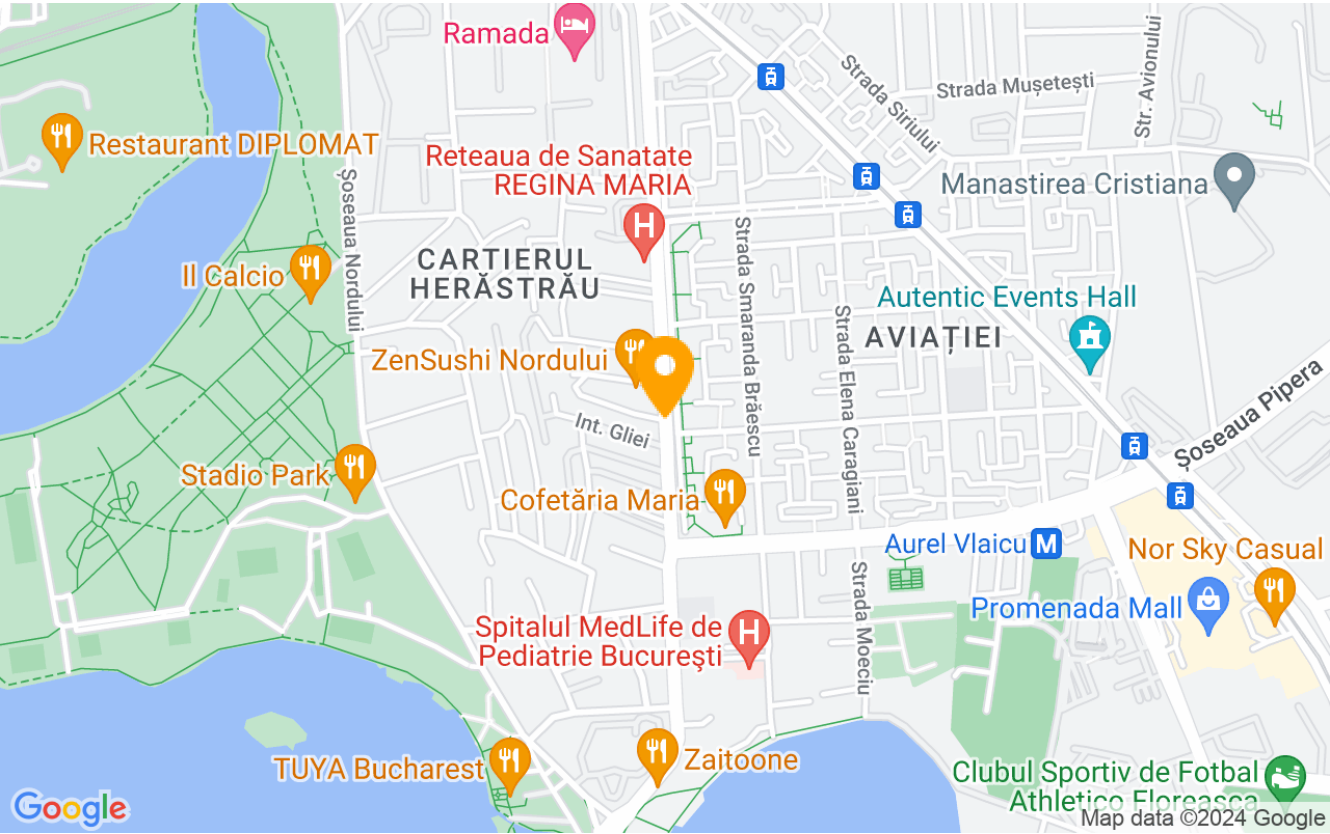 Ramada
Strada Siriului
Strada Mușetești
Str. Avionului
Restaurant DIPLOMAT
Reteaua de Sanatate
REGINA MARIA
Manastirea Cristiana
Șoseaua Nordului
Strada Smaranda Brăescu
CARTIERUL
HERĂSTRĂU
Il Calcio
Autentic Events Hall
Strada Elena Caragiani
AVIAȚIEI
ZenSushi Nordului
Șoseaua Pipera
Int. Gliei
Stadio Park
Cofetăria Maria
Aurel Vlaicu
M
Nor Sky Casual
Strada Moeciu
Promenada Mall
Spitalul MedLife de
Pediatrie Bucureşti
TUYA Bucharest
Zaitoone
Clubul Sportiv de Fotbal
Athletico Floreasca
Google
Map data ©2024 Google